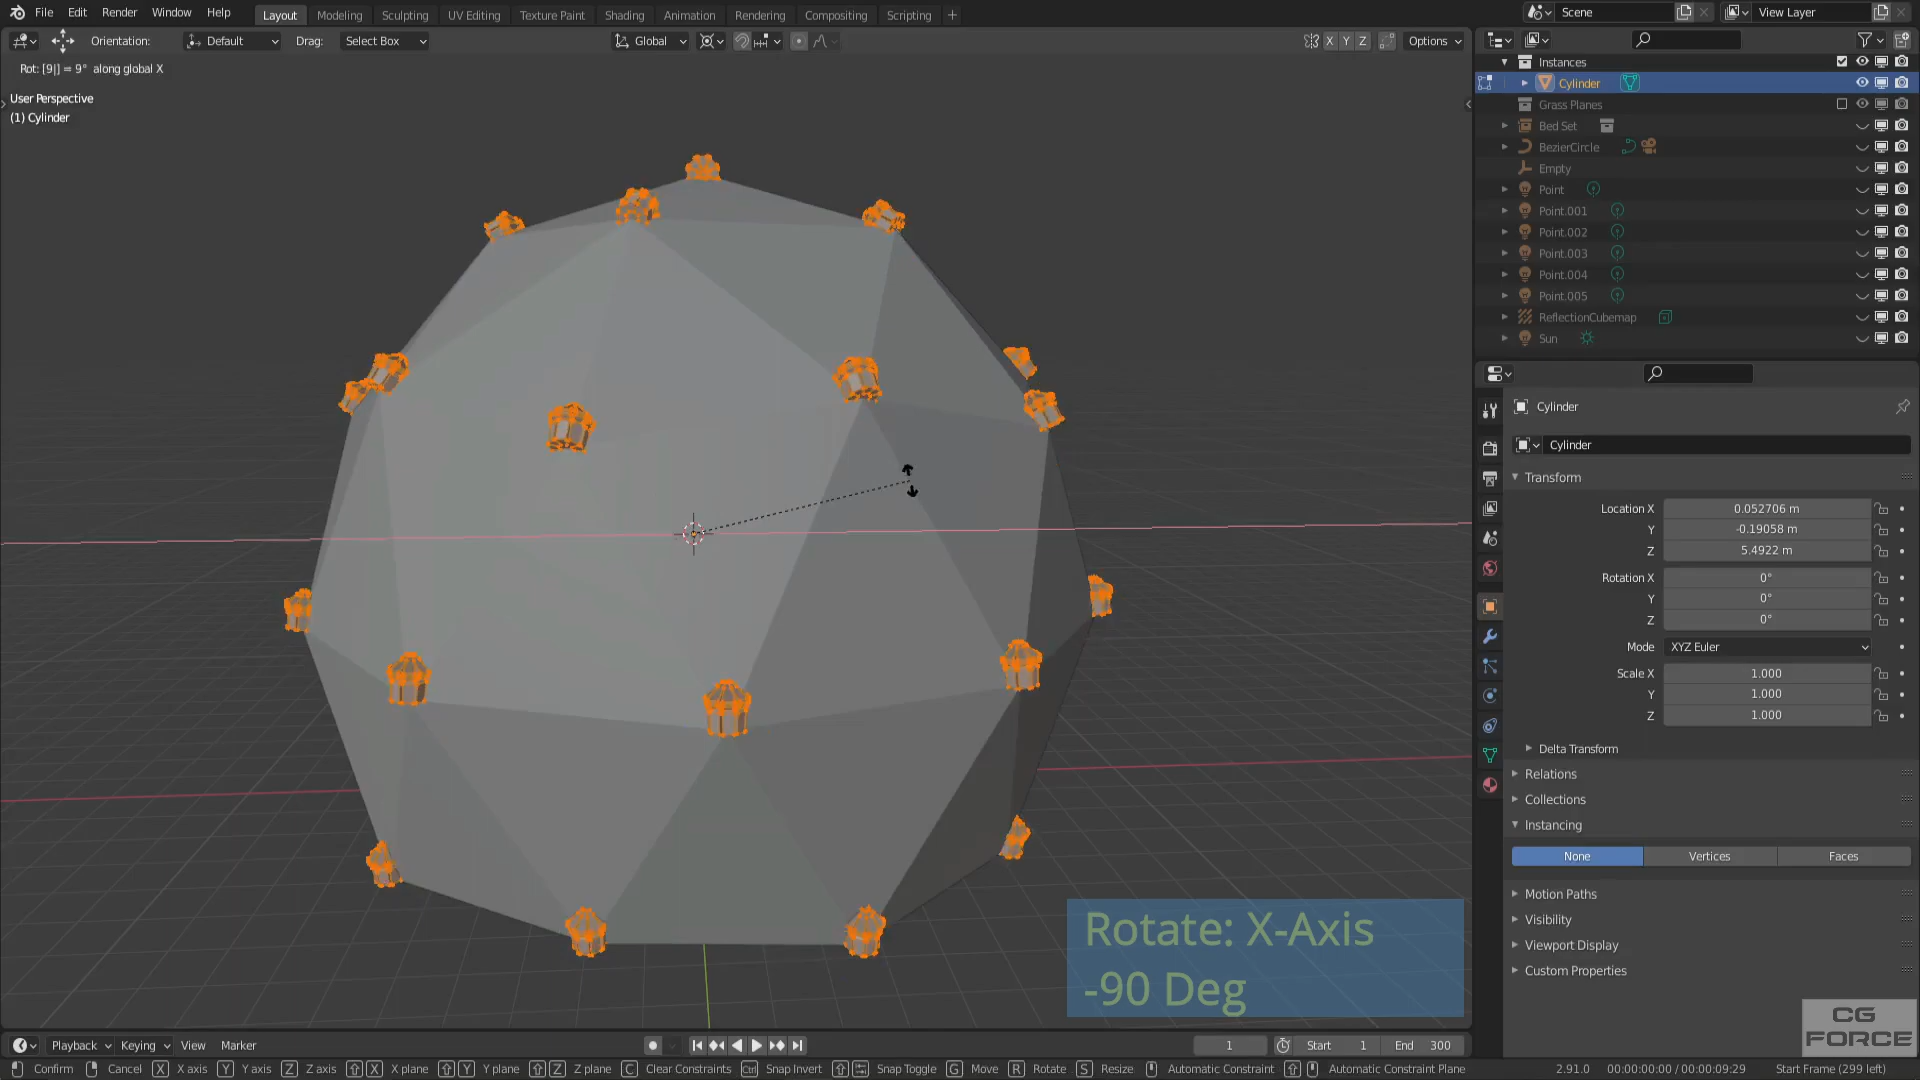 File Edit Render Window Help
Layout Modeling Sculpting UV Editing Texture Paint Shading Animation Rendering Compositing Scripting +
Scene
View Layer
Orientation: Default Drag: Select Box
Global
X Y Z
Options
Rot: [9|] = 9° along global X
User Perspective
(1) Cylinder
Instances
Cylinder
Grass Planes
Bed Set
BezierCircle
Empty
Point
Point.001
Point.002
Point.003
Point.004
Point.005
ReflectionCubemap
Sun
Cylinder
Cylinder
Transform
Location X 0.052706 m
Y -0.19058 m
Z 5.4922 m
Rotation X 0°
Y 0°
Z 0°
Mode XYZ Euler
Scale X 1.000
Y 1.000
Z 1.000
Delta Transform
Relations
Collections
Instancing
None Vertices Faces
Motion Paths
Visibility
Viewport Display
Custom Properties
Rotate: X-Axis
-90 Deg
CG
FORCE
Playback Keying View Marker
1 Start 1 End 300
Confirm Cancel X X axis Y Y axis Z Z axis X X plane Y Y plane Z Z plane C Clear Constraints Ctrl Snap Invert Snap Toggle G Move R Rotate S Resize Automatic Constraint Automatic Constraint Plane 2.91.0 00:00:00:00 / 00:00:09:29 Start Frame (299 left)